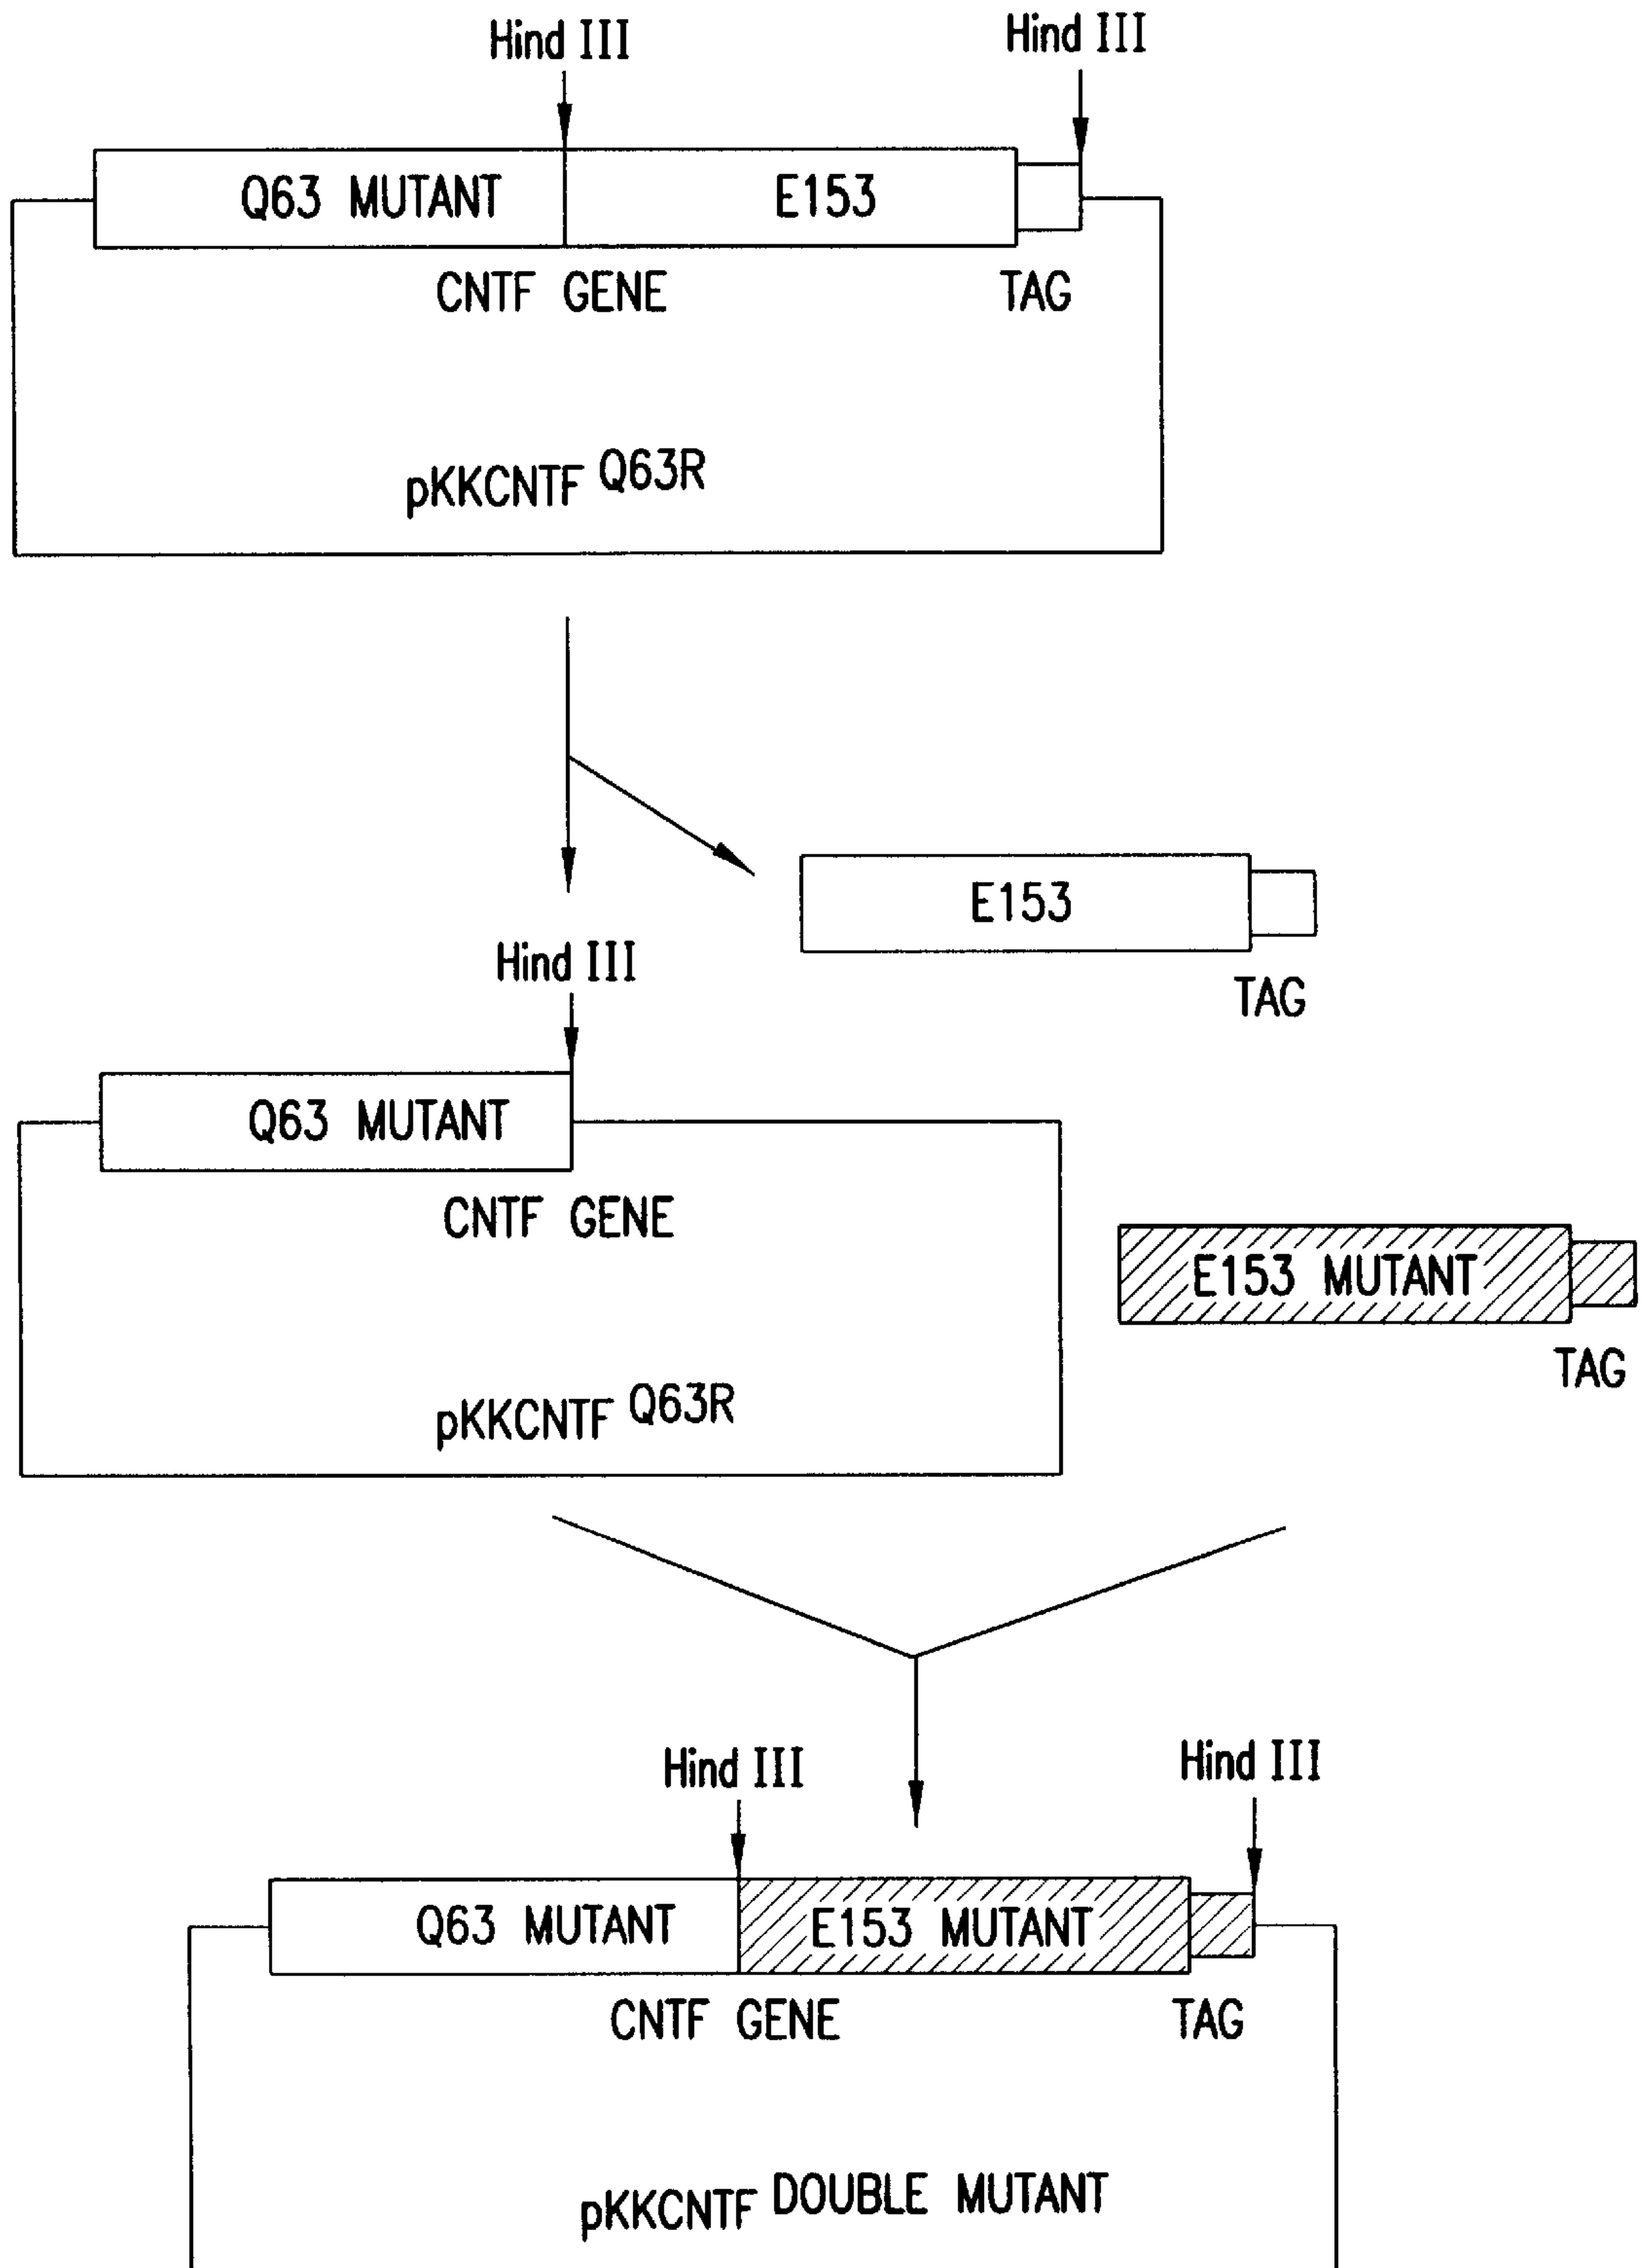 Hind III
Hind III
Q63 MUTANT
E153
CNTF GENE
TAG
pKKCNTF Q63R
E153
TAG
Hind III
Q63 MUTANT
CNTF GENE
E153 MUTANT
TAG
pKKCNTF Q63R
Hind III
Hind III
Q63 MUTANT
E153 MUTANT
CNTF GENE
TAG
pKKCNTF DOUBLE MUTANT